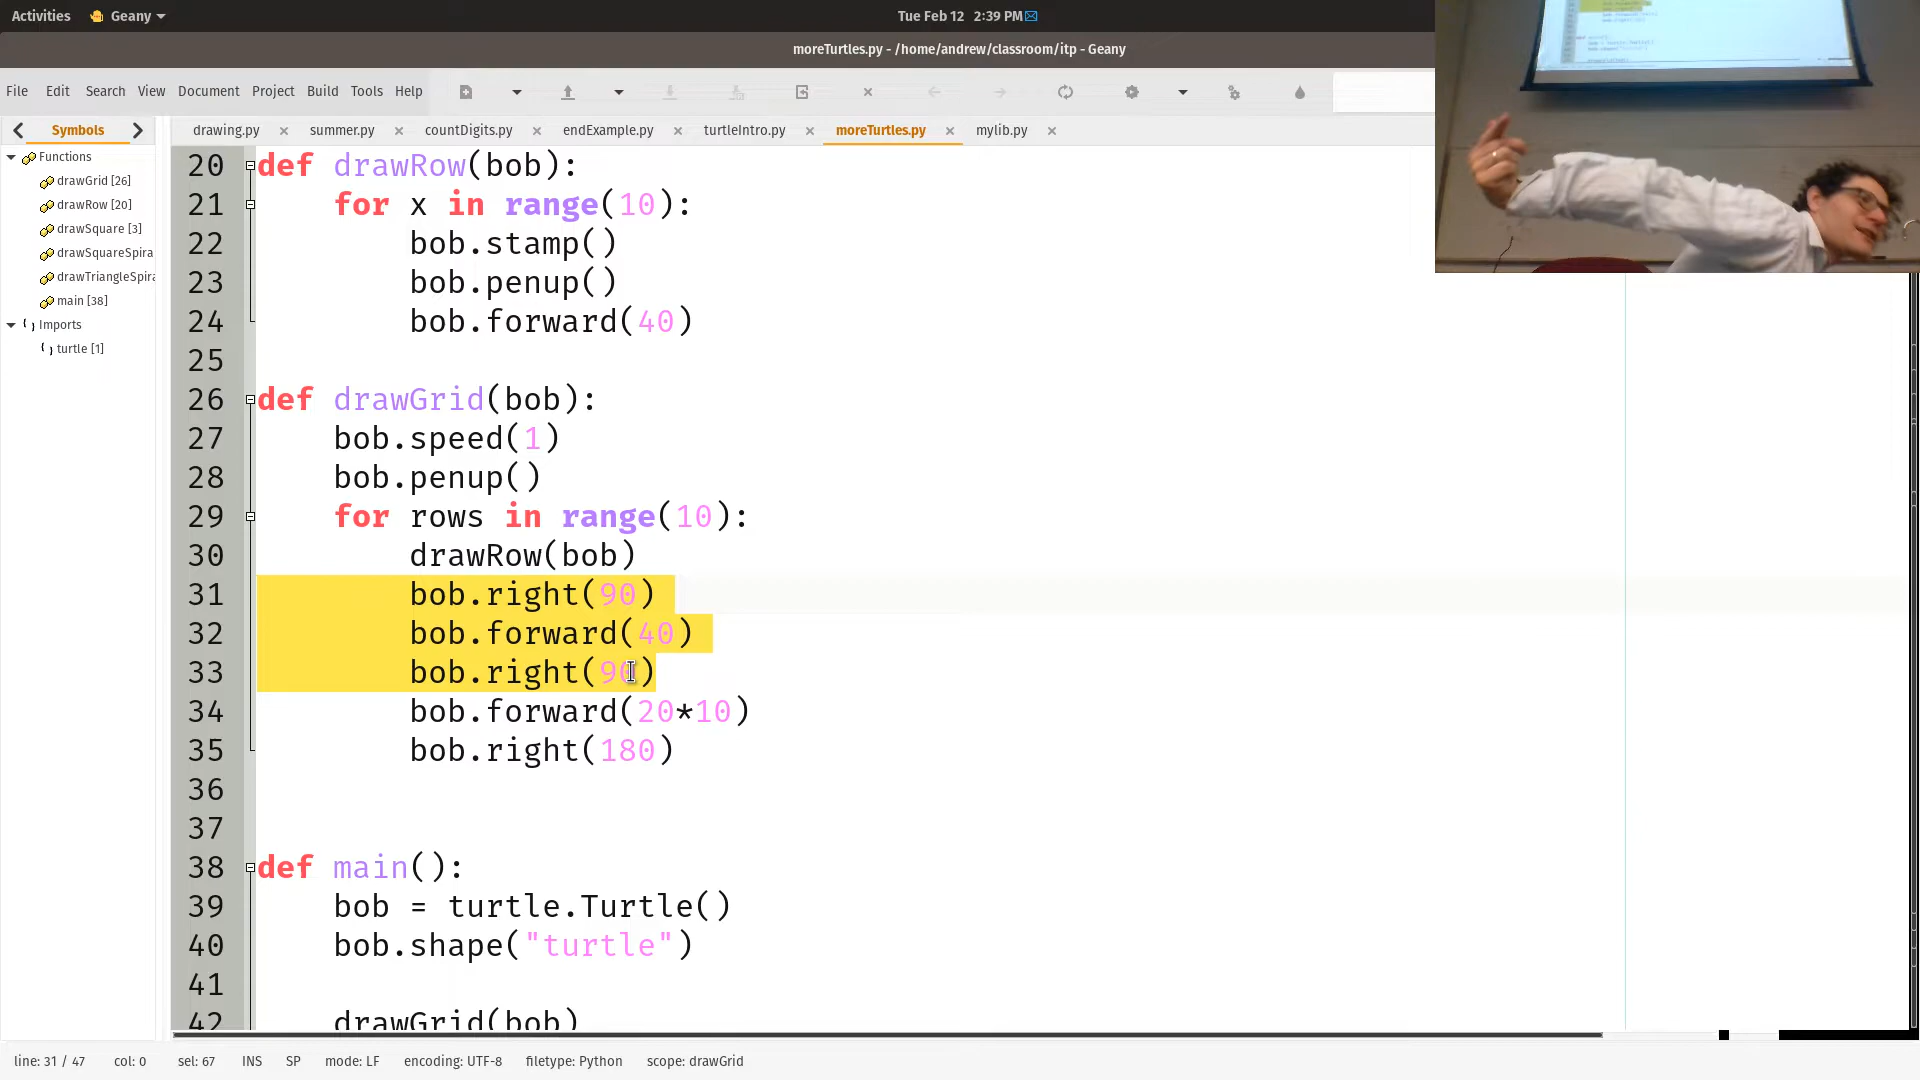 Activities
Geany
Tue Feb 12 2:39 PM
moreTurtles.py - /home/andrew/classroom/itp - Geany
File Edit Search View Document Project Build Tools Help
Symbols
drawing.py summer.py countDigits.py endExample.py turtleIntro.py moreTurtles.py mylib.py
Functions
drawGrid [26]
drawRow [20]
drawSquare [3]
drawSquareSpira
drawTriangleSpira
main [38]
Imports
turtle [1]
20 def drawRow(bob):
21     for x in range(10):
22         bob.stamp()
23         bob.penup()
24         bob.forward(40)
25
26 def drawGrid(bob):
27     bob.speed(1)
28     bob.penup()
29     for rows in range(10):
30         drawRow(bob)
31         bob.right(90)
32         bob.forward(40)
33         bob.right(90)
34         bob.forward(20*10)
35         bob.right(180)
36
37
38 def main():
39     bob = turtle.Turtle()
40     bob.shape("turtle")
41
42     drawGrid(bob)
line: 31 / 47 col: 0 sel: 67 INS SP mode: LF encoding: UTF-8 filetype: Python scope: drawGrid